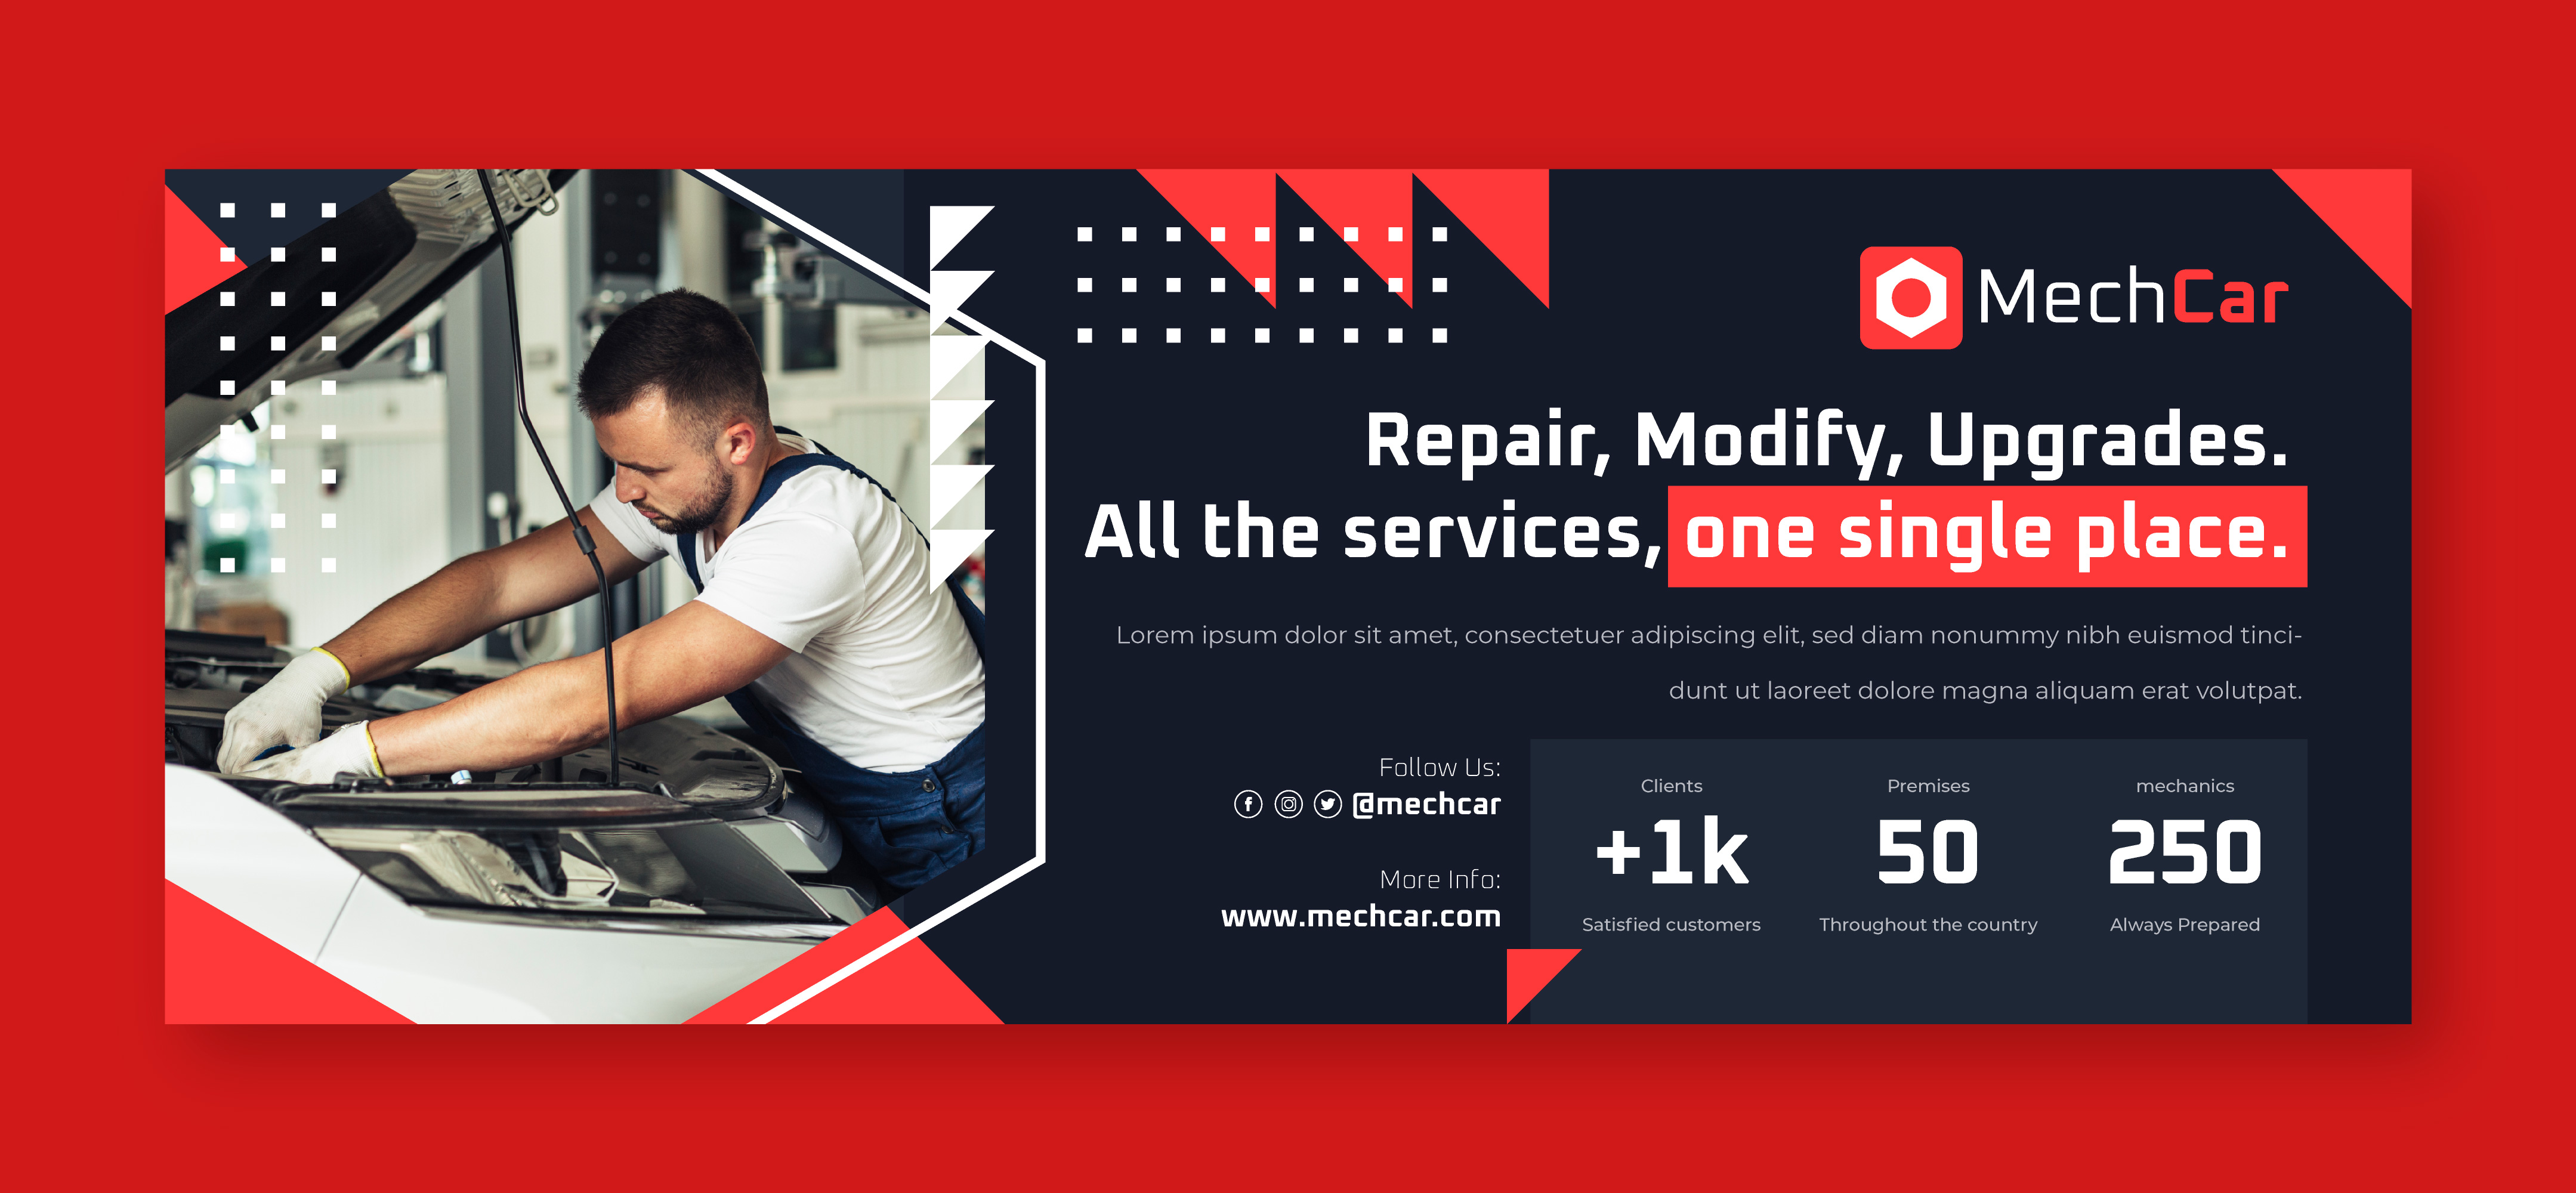 MechCar
Repair, Modify, Upgrades.
All the services, one single place.
Lorem ipsum dolor sit amet, consectetuer adipiscing elit, sed diam nonummy nibh euismod tinci-
dunt ut laoreet dolore magna aliquam erat volutpat.
Follow Us:
@mechcar
More Info:
www.mechcar.com
Clients
+1k
Satisfied customers
Premises
50
Throughout the country
mechanics
250
Always Prepared